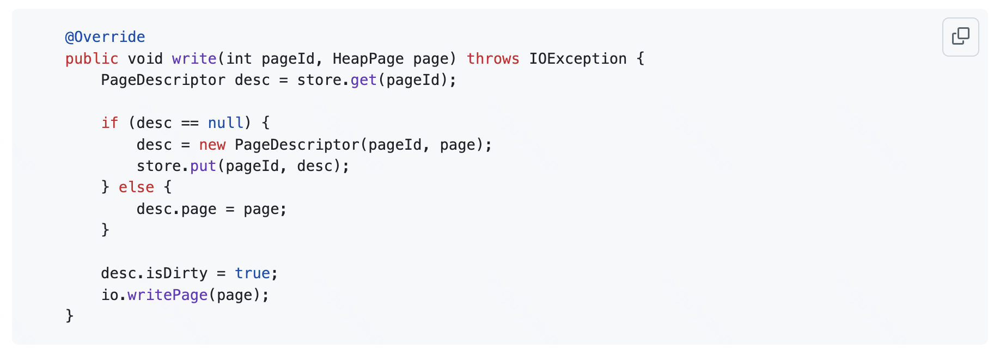 @Override
public void write(int pageId, HeapPage page) throws IOException {
    PageDescriptor desc = store.get(pageId);

    if (desc == null) {
        desc = new PageDescriptor(pageId, page);
        store.put(pageId, desc);
    } else {
        desc.page = page;
    }

    desc.isDirty = true;
    io.writePage(page);
}